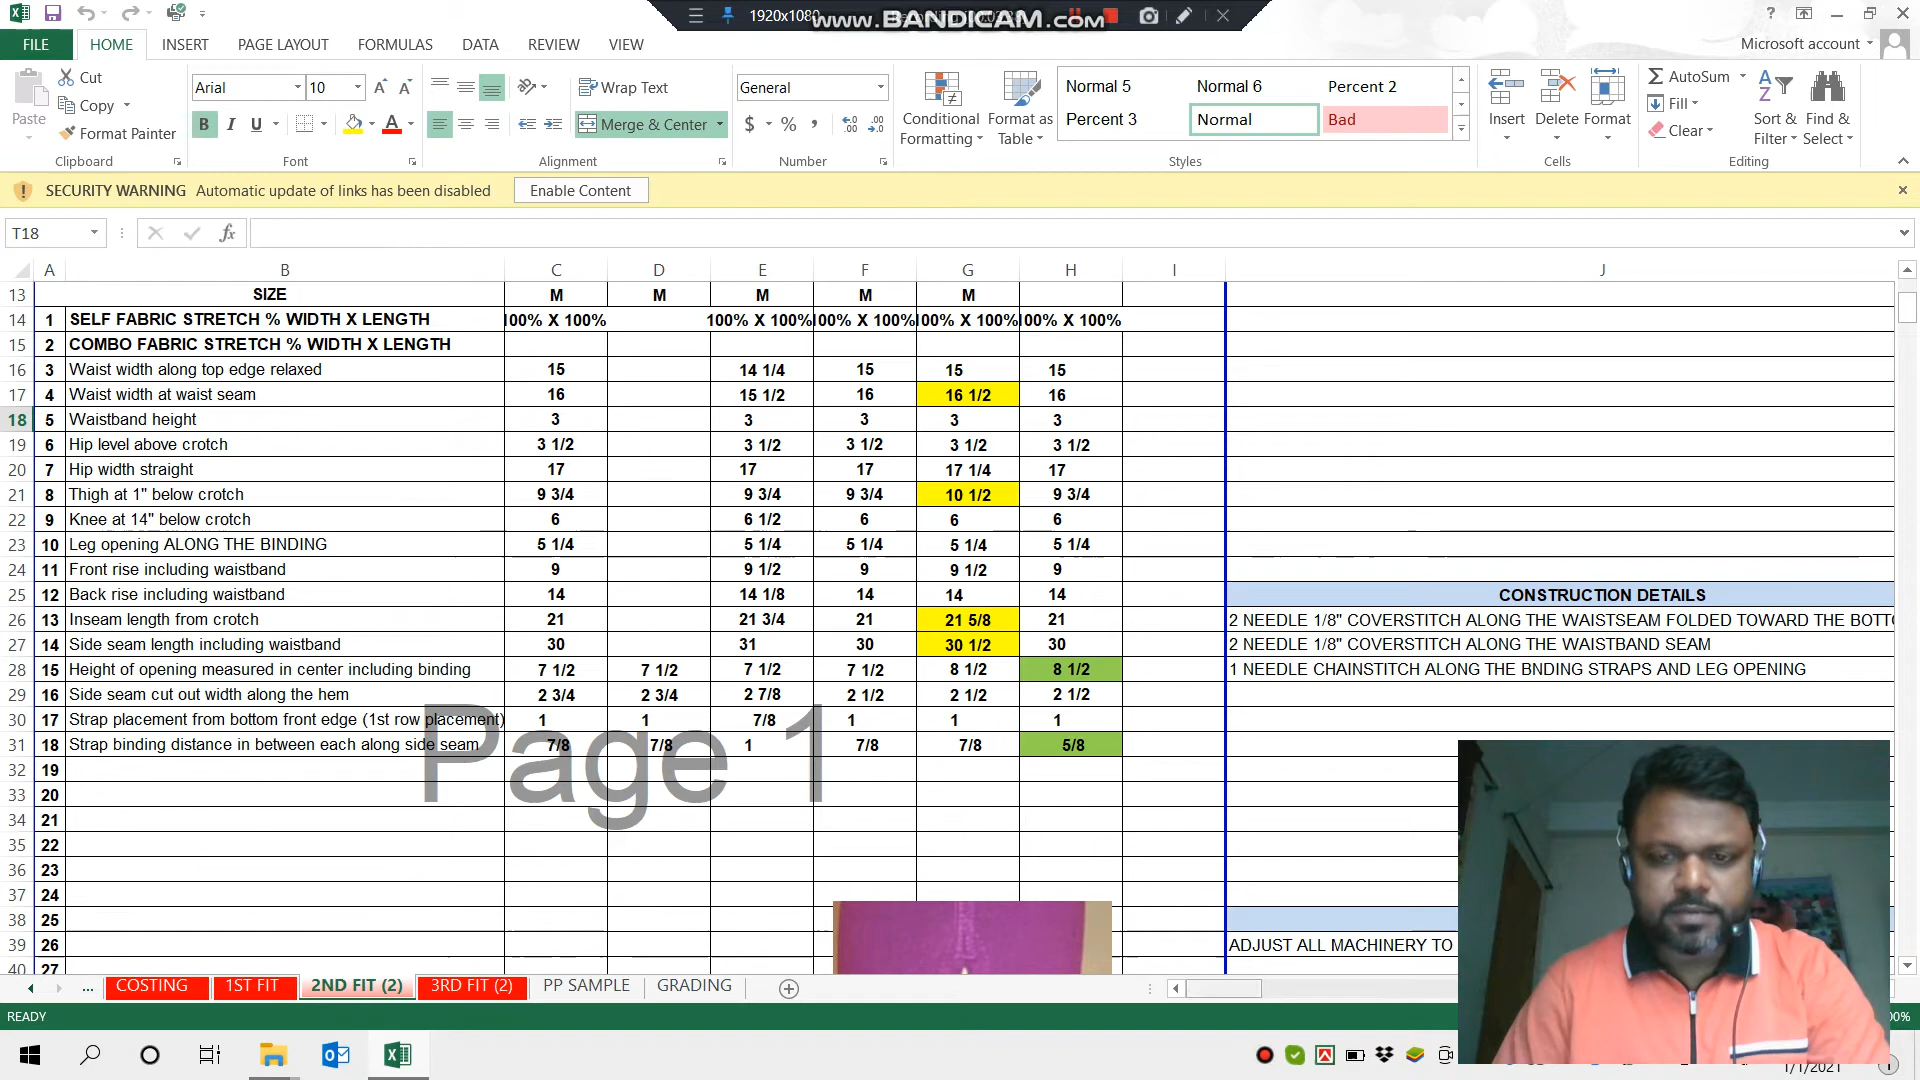 1920x1080
www.BANDICAM.com
FILE HOME INSERT PAGE LAYOUT FORMULAS DATA REVIEW VIEW Microsoft account
Paste Cut Copy Format Painter Clipboard
Arial 10 B I U Font
Wrap Text Merge & Center Alignment
General $ % , Number
Conditional Formatting Format as Table
Normal 5 Normal 6 Percent 2
Percent 3 Normal Bad
Styles
Insert Delete Format Cells
AutoSum Fill Clear Sort & Filter Find & Select Editing
SECURITY WARNING Automatic update of links has been disabled Enable Content
T18 fx
A B C D E F G H I J
13 SIZE M M M M M
14 1 SELF FABRIC STRETCH % WIDTH X LENGTH 100% X 100% 100% X 100% 100% X 100% 100% X 100% 100% X 100%
15 2 COMBO FABRIC STRETCH % WIDTH X LENGTH
16 3 Waist width along top edge relaxed 15 14 1/4 15 15 15
17 4 Waist width at waist seam 16 15 1/2 16 16 1/2 16
18 5 Waistband height 3 3 3 3 3
19 6 Hip level above crotch 3 1/2 3 1/2 3 1/2 3 1/2 3 1/2
20 7 Hip width straight 17 17 17 17 1/4 17
21 8 Thigh at 1" below crotch 9 3/4 9 3/4 9 3/4 10 1/2 9 3/4
22 9 Knee at 14" below crotch 6 6 1/2 6 6 6
23 10 Leg opening ALONG THE BINDING 5 1/4 5 1/4 5 1/4 5 1/4 5 1/4
24 11 Front rise including waistband 9 9 1/2 9 9 1/2 9
25 12 Back rise including waistband 14 14 1/8 14 14 14 CONSTRUCTION DETAILS
26 13 Inseam length from crotch 21 21 3/4 21 21 5/8 21 2 NEEDLE 1/8" COVERSTITCH ALONG THE WAISTSEAM FOLDED TOWARD THE BOTTO
27 14 Side seam length including waistband 30 31 30 30 1/2 30 2 NEEDLE 1/8" COVERSTITCH ALONG THE WAISTBAND SEAM
28 15 Height of opening measured in center including binding 7 1/2 7 1/2 7 1/2 7 1/2 8 1/2 8 1/2 1 NEEDLE CHAINSTITCH ALONG THE BNDING STRAPS AND LEG OPENING
29 16 Side seam cut out width along the hem 2 3/4 2 3/4 2 7/8 2 1/2 2 1/2 2 1/2
30 17 Strap placement from bottom front edge (1st row placement) 1 1 7/8 1 1 1
31 18 Strap binding distance in between each along side seam 7/8 7/8 1 7/8 7/8 5/8
Page 1
32 19
33 20
34 21
35 22
36 23
37 24
38 25
39 26 ADJUST ALL MACHINERY TO
40 27
... COSTING 1ST FIT 2ND FIT (2) 3RD FIT (2) PP SAMPLE GRADING
READY
1/1/2021